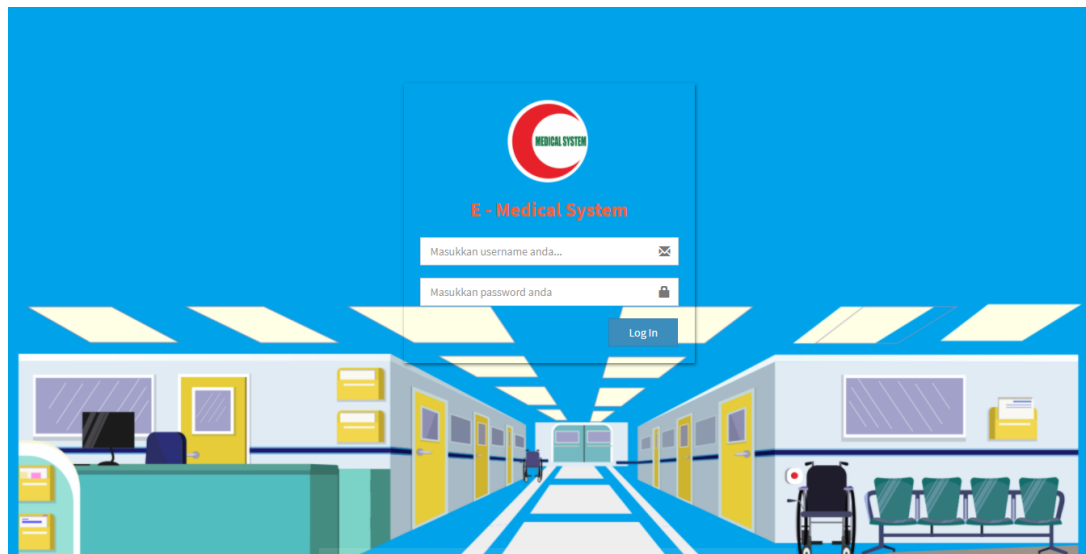 MEDICAL SYSTEM
E - Medical System
Masukkan username anda...
Masukkan password anda
Log In